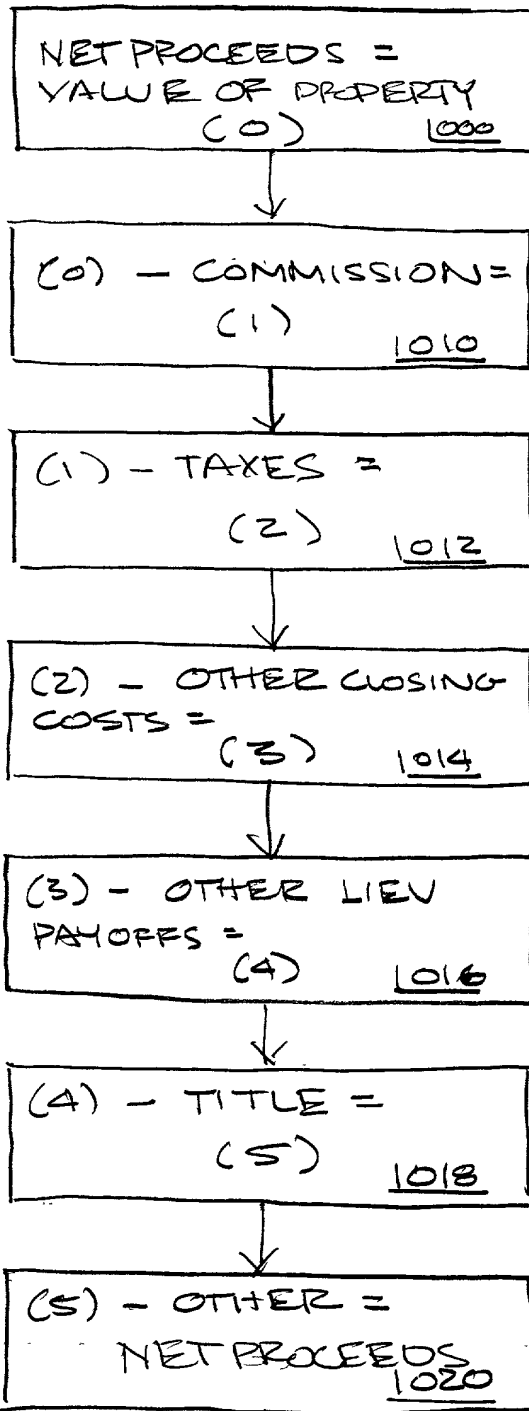 NET PROCEEDS =
VALUE OF PROPERTY
(0) 1000
(0) - COMMISSION =
(1) 1010
(1) - TAXES =
(2) 1012
(2) - OTHER CLOSING
COSTS =
(3) 1014
(3) - OTHER LIEN
PAYOFFS =
(4) 1016
(4) - TITLE =
(5) 1018
(5) - OTHER =
NET PROCEEDS
1020